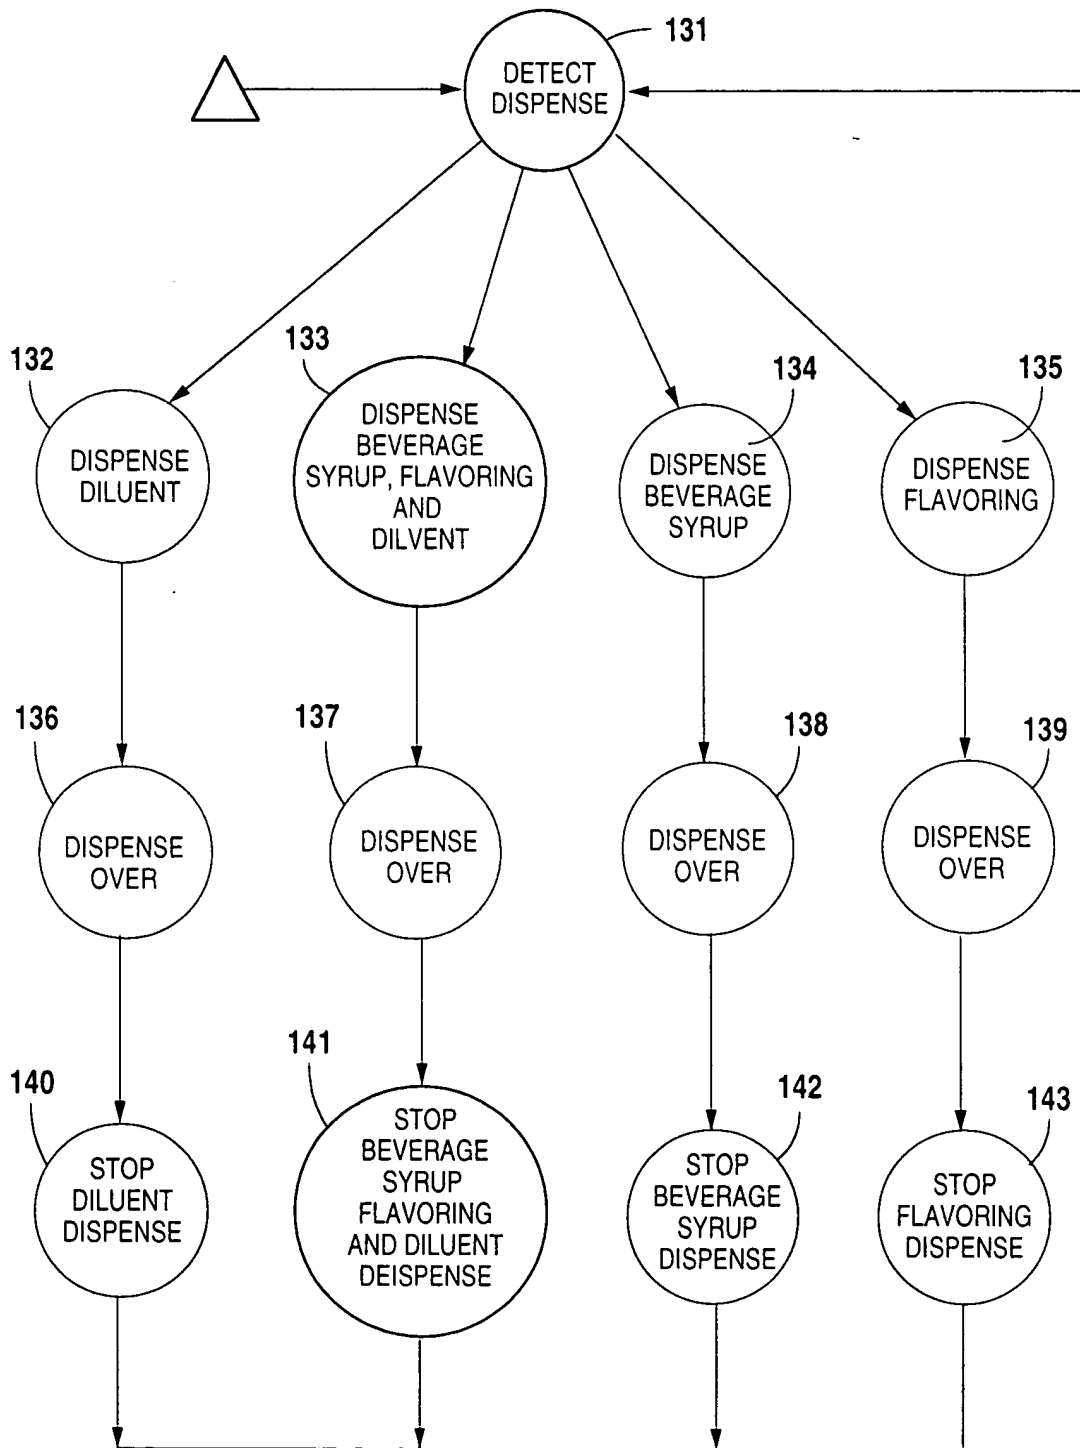 131
DETECT
DISPENSE
132
DISPENSE
DILUENT
133
DISPENSE
BEVERAGE
SYRUP, FLAVORING
AND
DILVENT
134
DISPENSE
BEVERAGE
SYRUP
135
DISPENSE
FLAVORING
136
DISPENSE
OVER
137
DISPENSE
OVER
138
DISPENSE
OVER
139
DISPENSE
OVER
140
STOP
DILUENT
DISPENSE
141
STOP
BEVERAGE
SYRUP
FLAVORING
AND DILUENT
DEISPENSE
142
STOP
BEVERAGE
SYRUP
DISPENSE
143
STOP
FLAVORING
DISPENSE